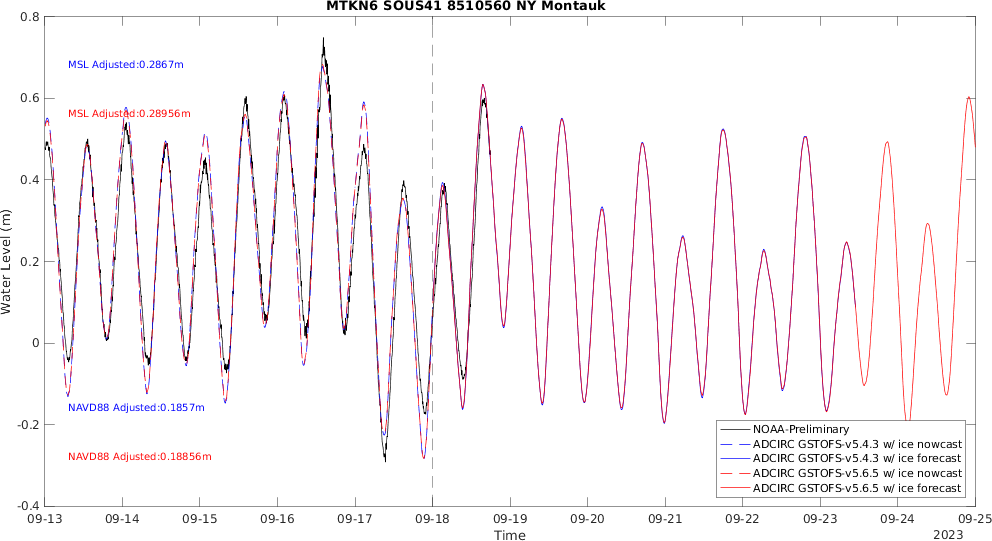 MTKN6 SOUS41 8510560 NY Montauk
0.8
0.6
0.4
0.2
0
-0.2
-0.4
Water Level (m)
MSL Adjusted:0.2867m
MSL Adjusted:0.28956m
NAVD88 Adjusted:0.1857m
NAVD88 Adjusted:0.18856m
NOAA-Preliminary
ADCIRC GSTOFS-v5.4.3 w/ ice nowcast
ADCIRC GSTOFS-v5.4.3 w/ ice forecast
ADCIRC GSTOFS-v5.6.5 w/ ice nowcast
ADCIRC GSTOFS-v5.6.5 w/ ice forecast
09-13 09-14 09-15 09-16 09-17 09-18 09-19 09-20 09-21 09-22 09-23 09-24 09-25
Time
2023